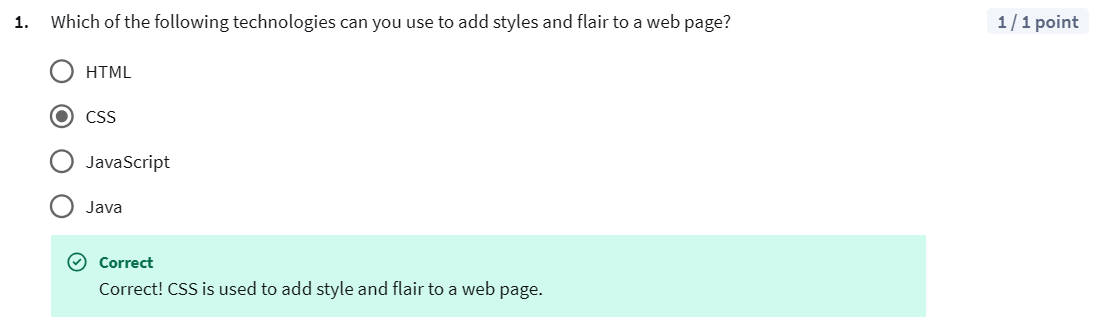 1. Which of the following technologies can you use to add styles and flair to a web page? 1 / 1 point
HTML
CSS
JavaScript
Java
Correct
Correct! CSS is used to add style and flair to a web page.